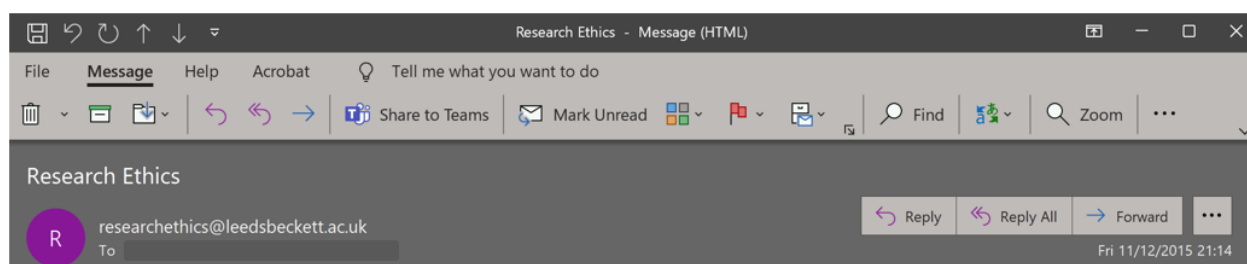 Research Ethics - Message (HTML)
File Message Help Acrobat Tell me what you want to do
Share to Teams Mark Unread Find Zoom
Research Ethics
R researchethics@leedsbeckett.ac.uk Reply Reply All Forward
To Fri 11/12/2015 21:14